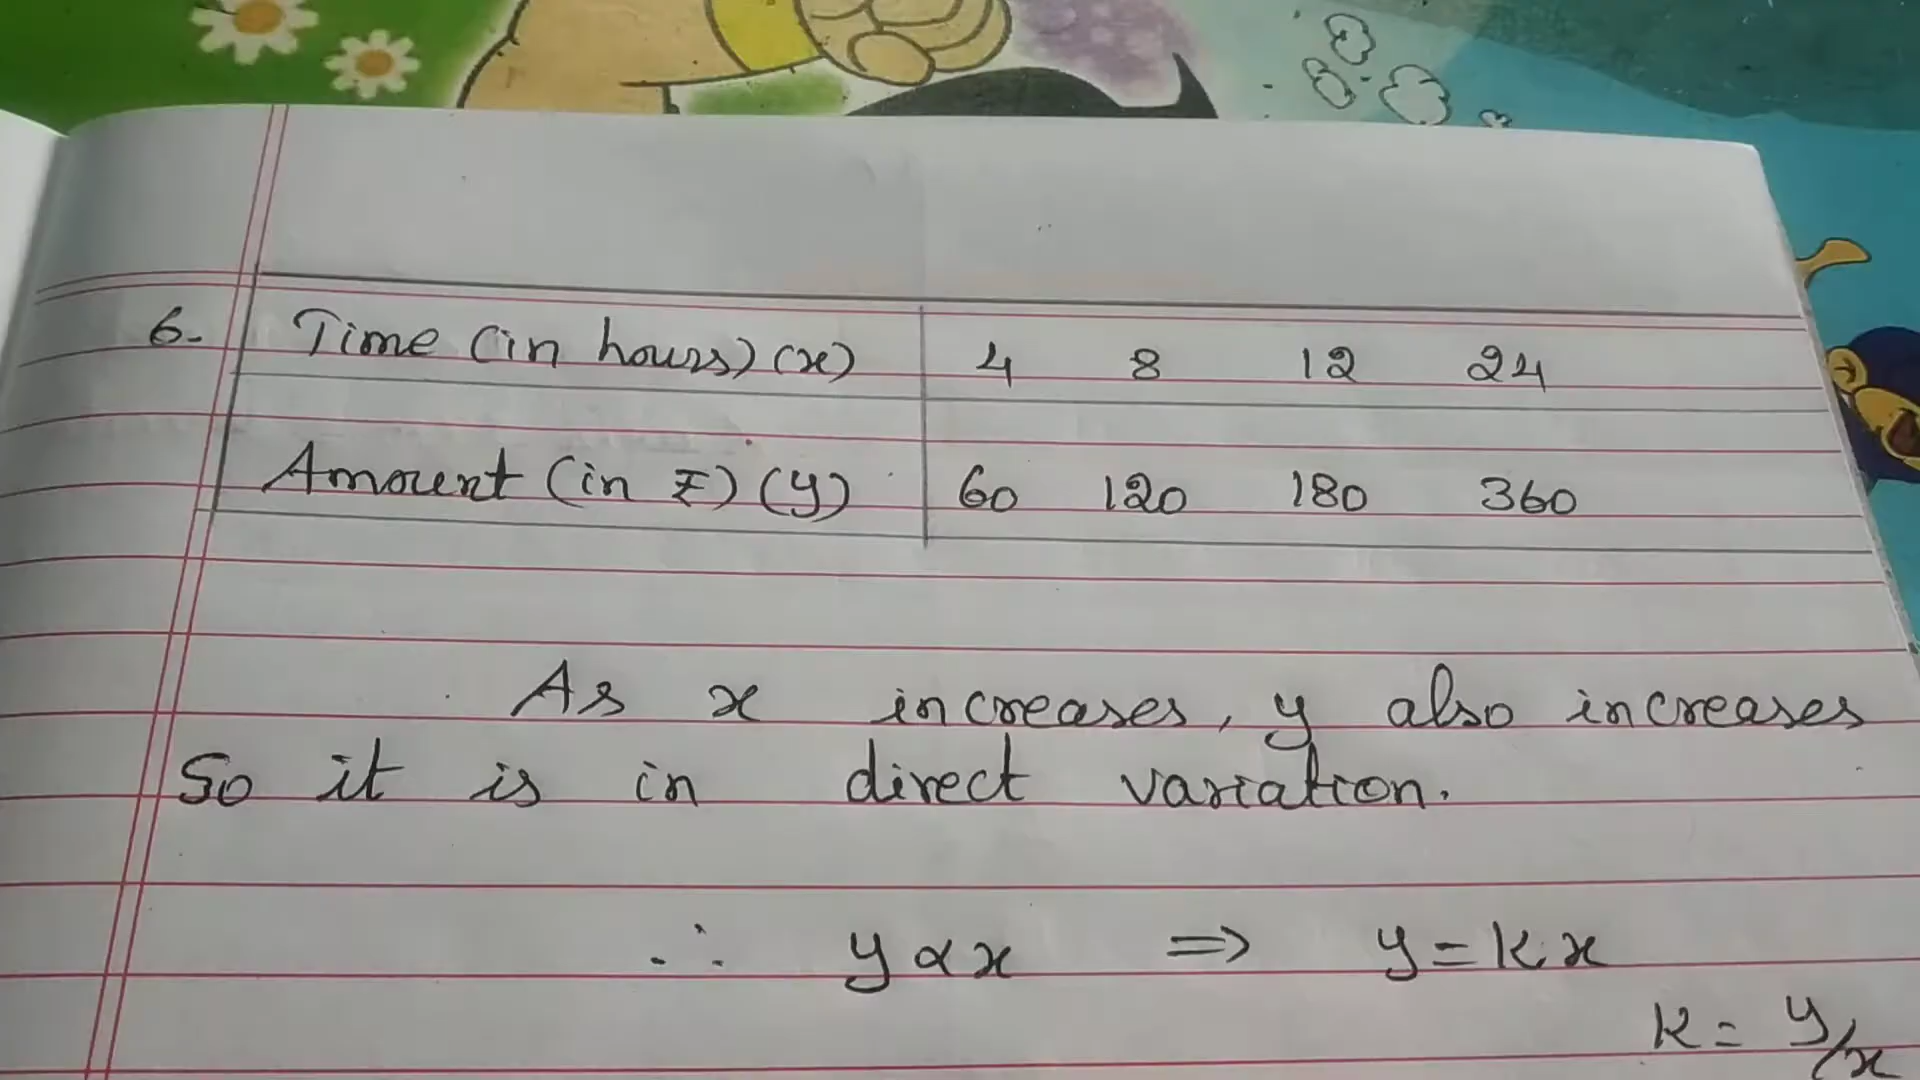 6. Time (in hours) (x) 4 8 12 24
Amount (in ₹) (y) 60 120 180 360
As x increases, y also increases
So it is in direct variation.
∴ y ∝ x ⇒ y = kx
k = y/x